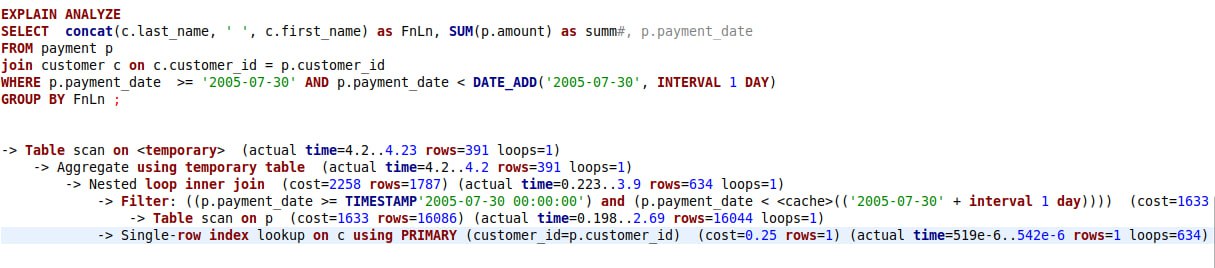 EXPLAIN ANALYZE
SELECT  concat(c.last_name, ' ', c.first_name) as FnLn, SUM(p.amount) as summ#, p.payment_date
FROM payment p
join customer c on c.customer_id = p.customer_id
WHERE p.payment_date  >= '2005-07-30' AND p.payment_date < DATE_ADD('2005-07-30', INTERVAL 1 DAY)
GROUP BY FnLn ;
-> Table scan on <temporary>  (actual time=4.2..4.23 rows=391 loops=1)
    -> Aggregate using temporary table  (actual time=4.2..4.2 rows=391 loops=1)
        -> Nested loop inner join  (cost=2258 rows=1787) (actual time=0.223..3.9 rows=634 loops=1)
            -> Filter: ((p.payment_date >= TIMESTAMP'2005-07-30 00:00:00') and (p.payment_date < <cache>(('2005-07-30' + interval 1 day))))  (cost=1633
                -> Table scan on p  (cost=1633 rows=16086) (actual time=0.198..2.69 rows=16044 loops=1)
            -> Single-row index lookup on c using PRIMARY (customer_id=p.customer_id)  (cost=0.25 rows=1) (actual time=519e-6..542e-6 rows=1 loops=634)